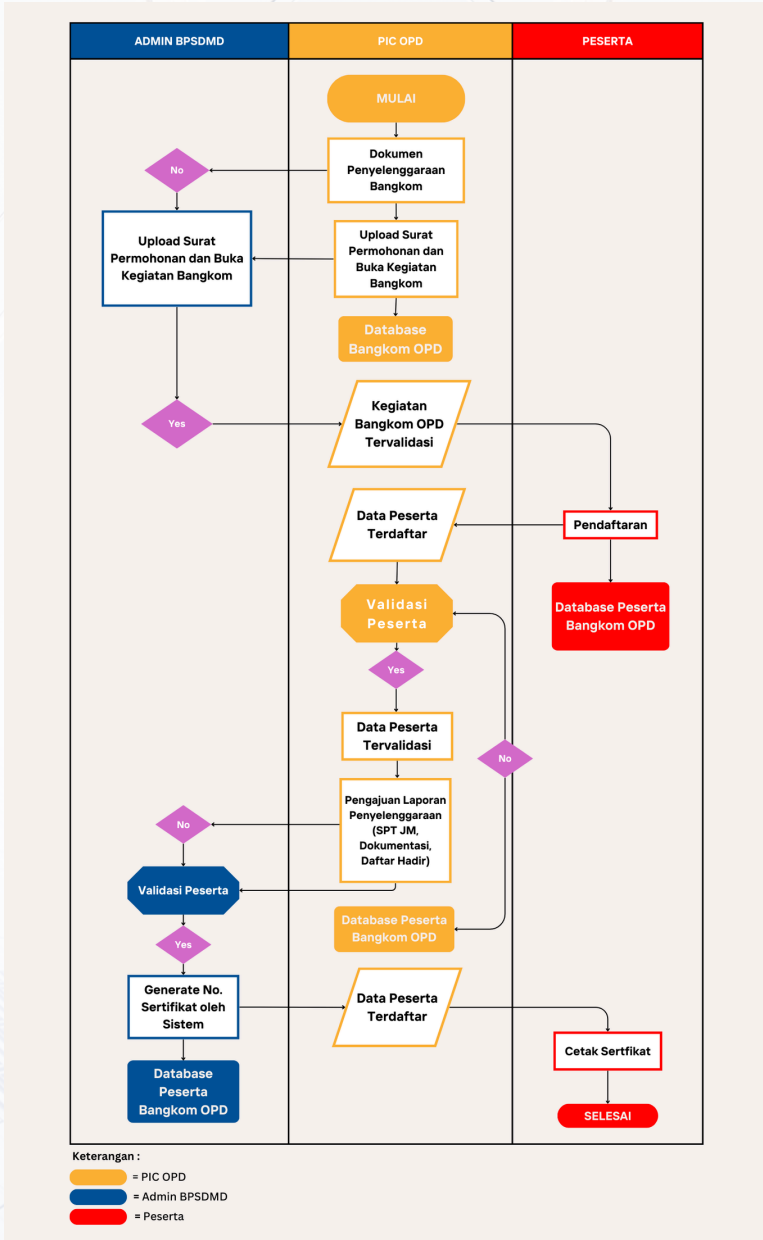 ADMIN BPSDMD
PIC OPD
PESERTA
MULAI
Dokumen
Penyelenggaraan
Bangkom
No
Upload Surat
Permohonan dan Buka
Kegiatan Bangkom
Upload Surat
Permohonan dan
Buka Kegiatan
Bangkom
Database
Bangkom OPD
Yes
Kegiatan
Bangkom OPD
Tervalidasi
Data Peserta
Terdaftar
Pendaftaran
Validasi
Peserta
Database Peserta
Bangkom OPD
Yes
Data Peserta
Tervalidasi
No
Pengajuan Laporan
Penyelenggaraan
(SPT JM,
Dokumentasi,
Daftar Hadir)
No
Validasi Peserta
Database Peserta
Bangkom OPD
Yes
Generate No.
Sertifikat oleh
Sistem
Data Peserta
Terdaftar
Cetak Sertfikat
Database
Peserta
Bangkom OPD
SELESAI
Keterangan :
= PIC OPD
= Admin BPSDMD
= Peserta